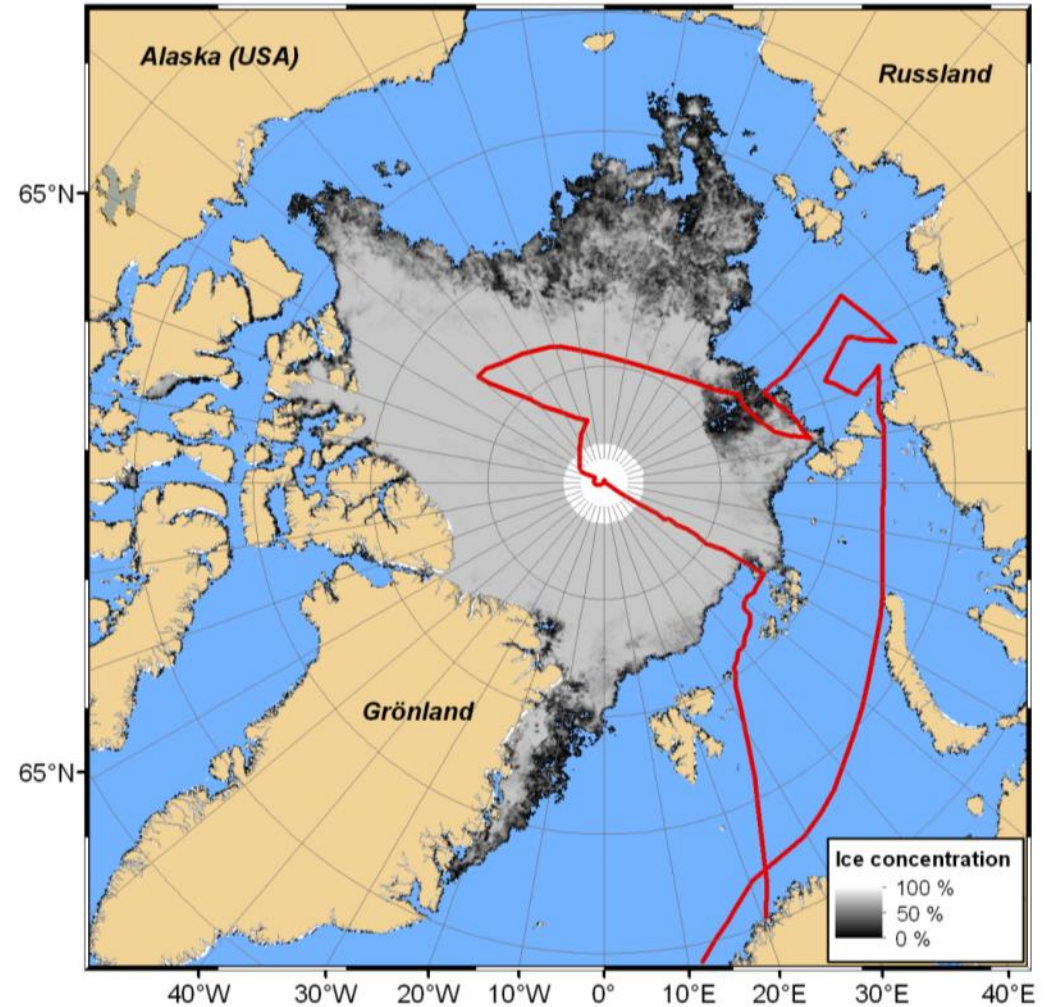 Alaska (USA)
Russland
65°N
65°N
Grönland
Ice concentration
100 %
50 %
0 %
40°W
30°W
20°W
10°W
0°
10°E
20°E
30°E
40°E